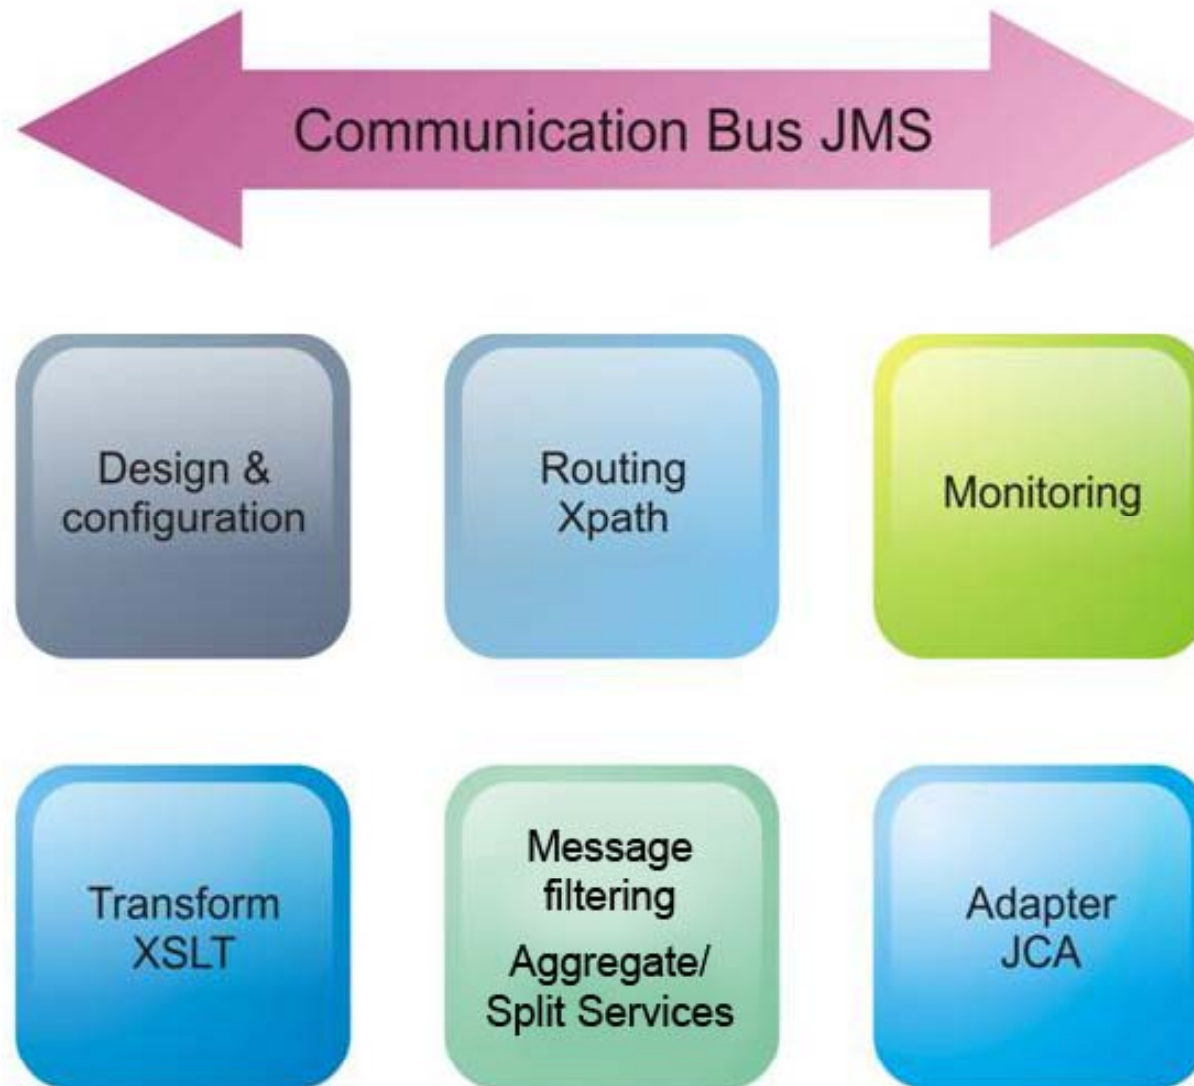 Communication Bus JMS
Design &
configuration
Routing
Xpath
Monitoring
Transform
XSLT
Message
filtering
Aggregate/
Split Services
Adapter
JCA